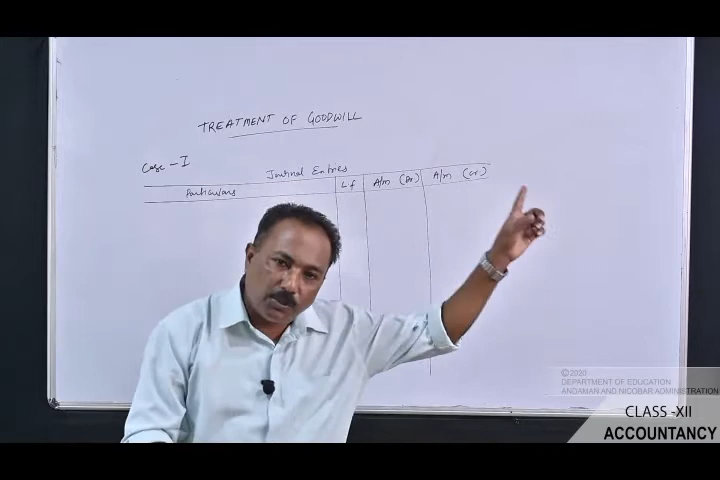 TREATMENT OF GOODWILL
Case - I
Journal Entries
Particulars L f A/m (Dr) A/m (Cr)
©2020
DEPARTMENT OF EDUCATION
ANDAMAN AND NICOBAR ADMINISTRATION
CLASS -XII
ACCOUNTANCY